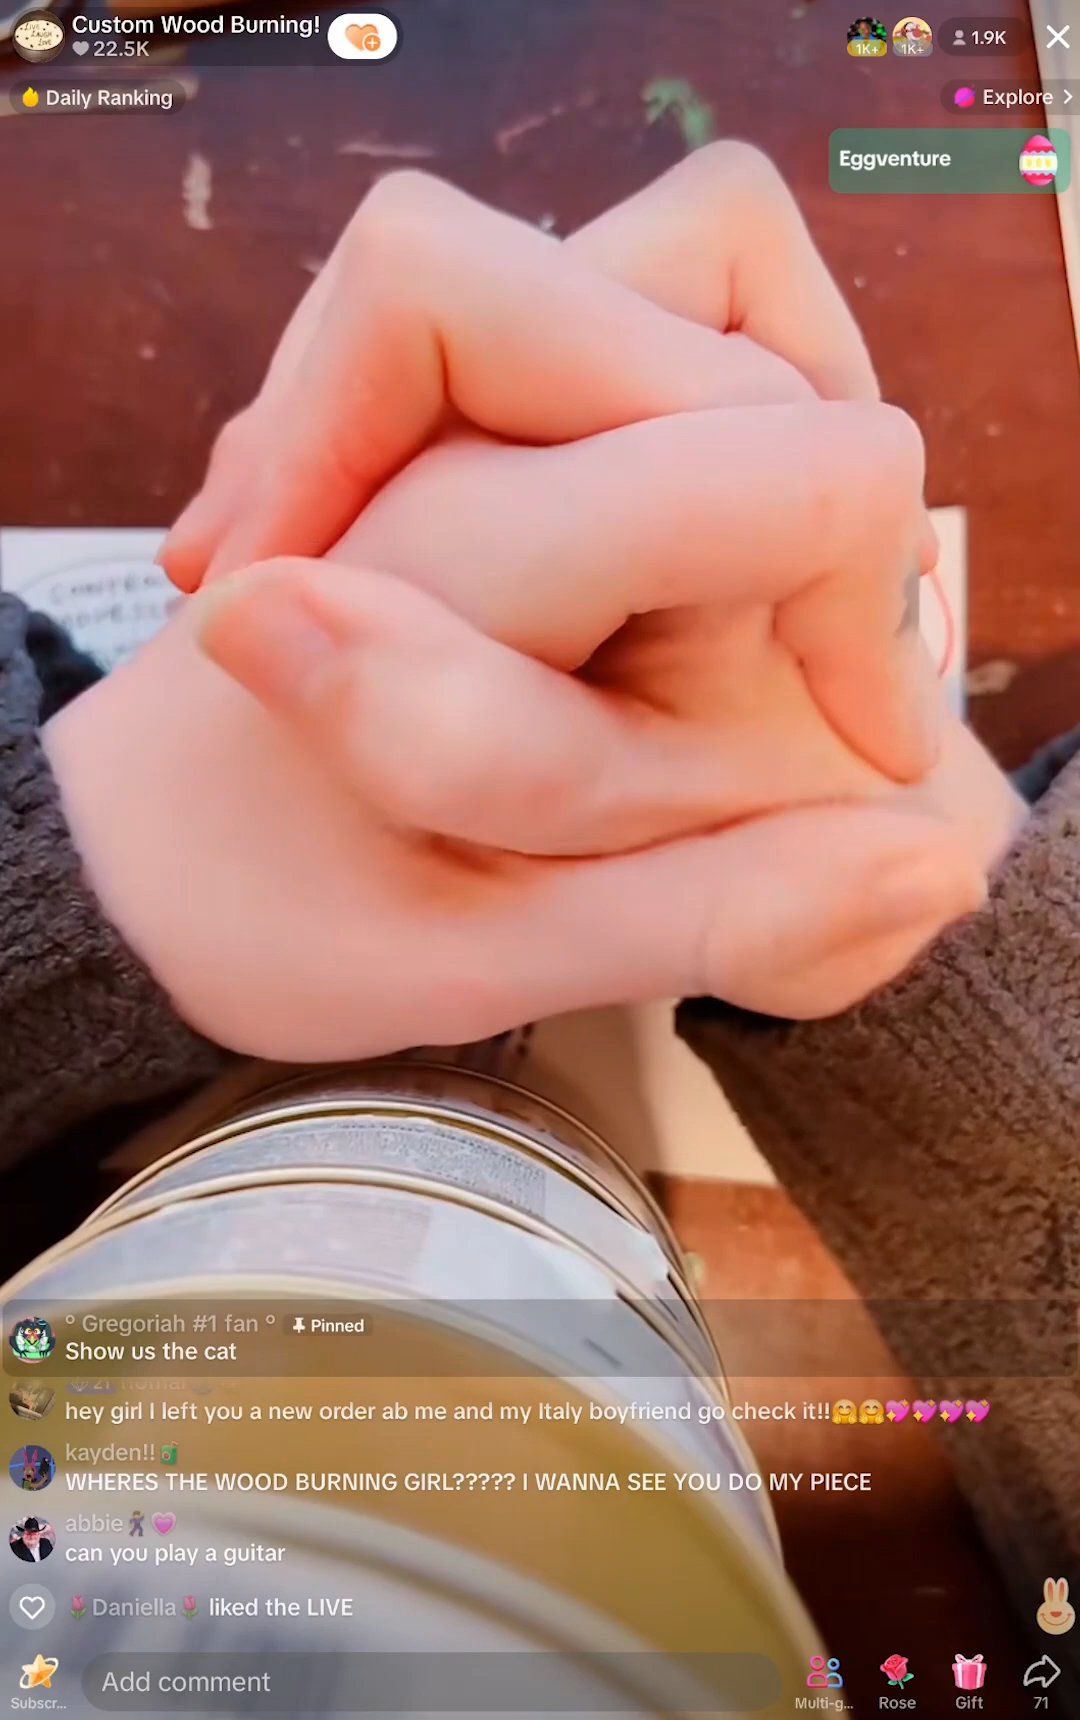 Custom Wood Burning!
22.5K
1K+
1K+
1.9K
Daily Ranking
Explore
Eggventure
LIVE
LAUGH
LOVE
° Gregoriah #1 fan °
Pinned
Show us the cat
hey girl I left you a new order ab me and my Italy boyfriend go check it!!🤗🤗💖💖💖💖
kayden!!🧃
WHERES THE WOOD BURNING GIRL????? I WANNA SEE YOU DO MY PIECE
abbie🕺💗
can you play a guitar
🌷Daniella🌷 liked the LIVE
Add comment
Subscr...
Multi-g...
Rose
Gift
71